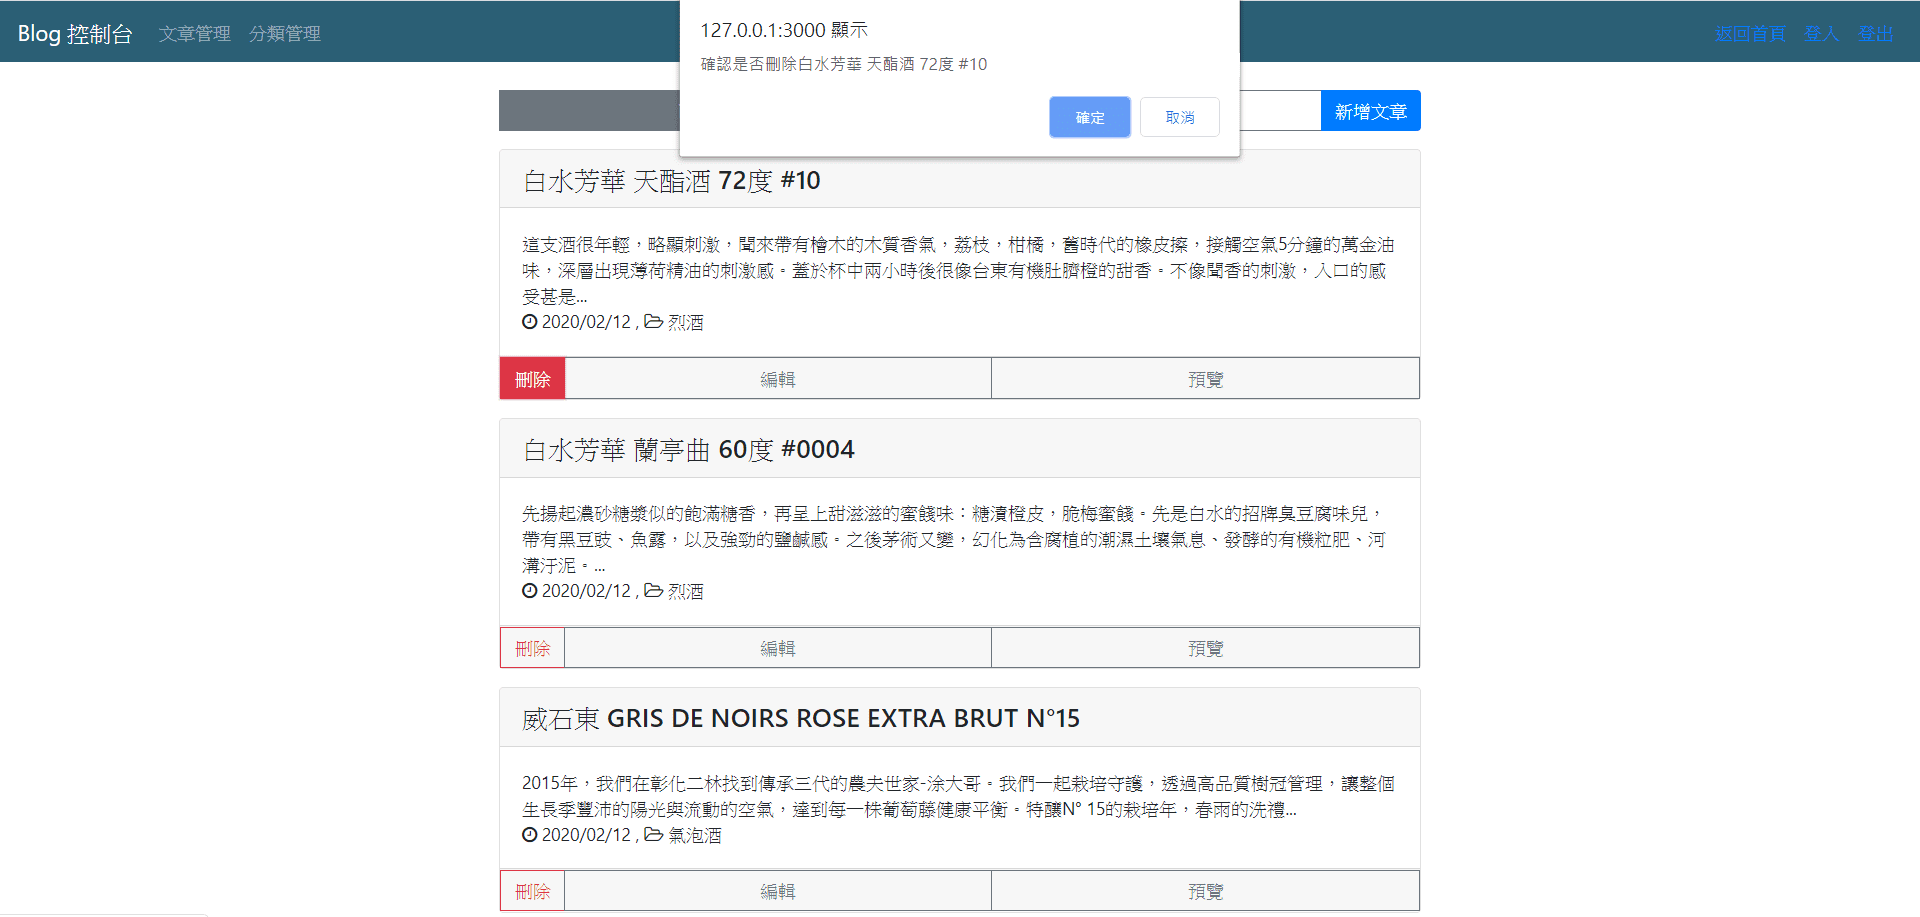 Blog 控制台 文章管理 分類管理 返回首頁 登入 登出
127.0.0.1:3000 顯示
確認是否刪除白水芳華 天酯酒 72度 #10
確定 取消
新增文章
白水芳華 天酯酒 72度 #10
這支酒很年輕，略顯刺激，聞來帶有檜木的木質香氣，荔枝，柑橘，舊時代的橡皮擦，接觸空氣5分鐘的萬金油
味，深層出現薄荷精油的刺激感。蓋於杯中兩小時後很像台東有機肚臍橙的甜香。不像聞香的刺激，入口的感
受甚是...
2020/02/12 , 烈酒
刪除 編輯 預覽
白水芳華 蘭亭曲 60度 #0004
先揚起濃砂糖漿似的飽滿糖香，再呈上甜滋滋的蜜餞味：糖漬橙皮，脆梅蜜餞。先是白水的招牌臭豆腐味兒，
帶有黑豆豉、魚露，以及強勁的鹽鹹感。之後茅術又變，幻化為含腐植的潮濕土壤氣息、發酵的有機粒肥、河
溝汙泥。...
2020/02/12 , 烈酒
刪除 編輯 預覽
威石東 GRIS DE NOIRS ROSE EXTRA BRUT N°15
2015年，我們在彰化二林找到傳承三代的農夫世家-涂大哥。我們一起栽培守護，透過高品質樹冠管理，讓整個
生長季豐沛的陽光與流動的空氣，達到每一株葡萄藤健康平衡。特釀N° 15的栽培年，春雨的洗禮...
2020/02/12 , 氣泡酒
刪除 編輯 預覽